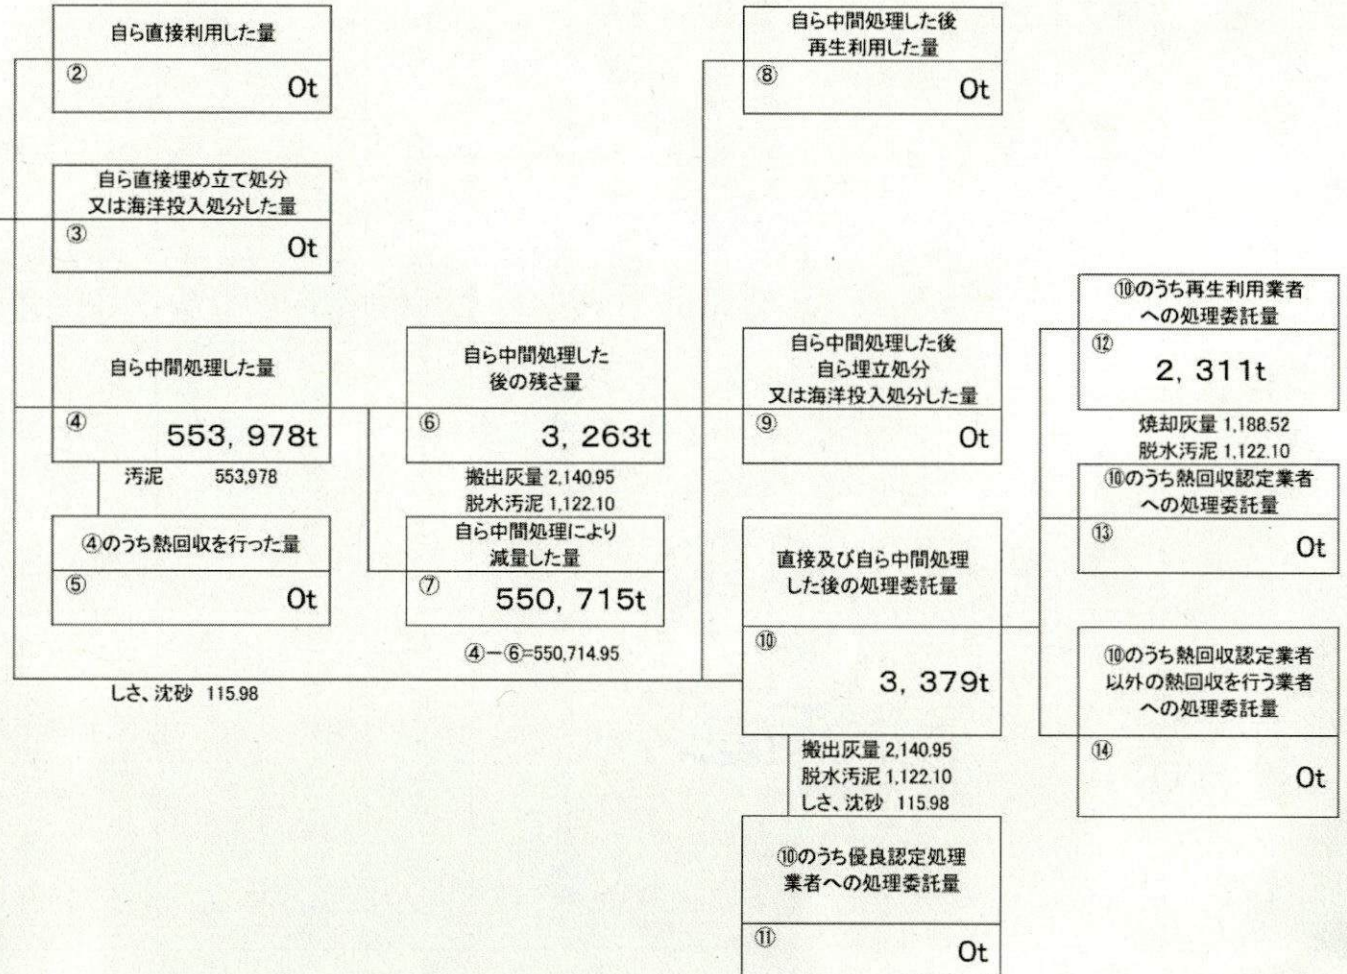 自ら直接利用した量
②
0t
自ら直接埋め立て処分
又は海洋投入処分した量
③
0t
自ら中間処理した量
④
553, 978t
汚泥 553,978
④のうち熱回収を行った量
⑤
0t
しさ、沈砂 115.98
自ら中間処理した
後の残さ量
⑥
3, 263t
搬出灰量 2,140.95
脱水汚泥 1,122.10
自ら中間処理により
減量した量
⑦
550, 715t
④－⑥=550,714.95
自ら中間処理した後
再生利用した量
⑧
0t
自ら中間処理した後
自ら埋立処分
又は海洋投入処分した量
⑨
0t
直接及び自ら中間処理
した後の処理委託量
⑩
3, 379t
搬出灰量 2,140.95
脱水汚泥 1,122.10
しさ、沈砂 115.98
⑩のうち優良認定処理
業者への処理委託量
⑪
0t
⑩のうち再生利用業者
への処理委託量
⑫
2, 311t
焼却灰量 1,188.52
脱水汚泥 1,122.10
⑩のうち熱回収認定業者
への処理委託量
⑬
0t
⑩のうち熱回収認定業者
以外の熱回収を行う業者
への処理委託量
⑭
0t